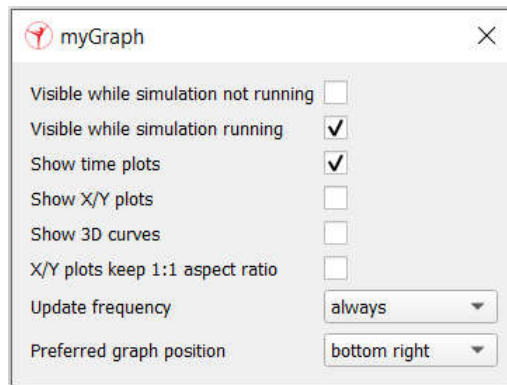 myGraph
Visible while simulation not running
Visible while simulation running
Show time plots
Show X/Y plots
Show 3D curves
X/Y plots keep 1:1 aspect ratio
Update frequency always
Preferred graph position bottom right